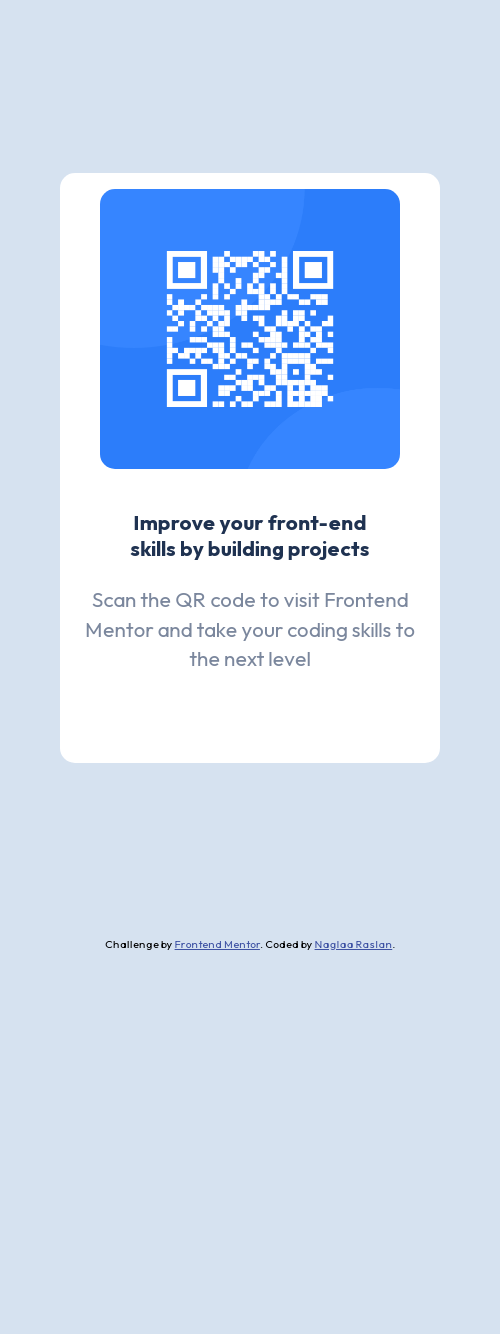 Improve your front-end
skills by building projects
Scan the QR code to visit Frontend
Mentor and take your coding skills to
the next level
Challenge by Frontend Mentor. Coded by Naglaa Raslan.